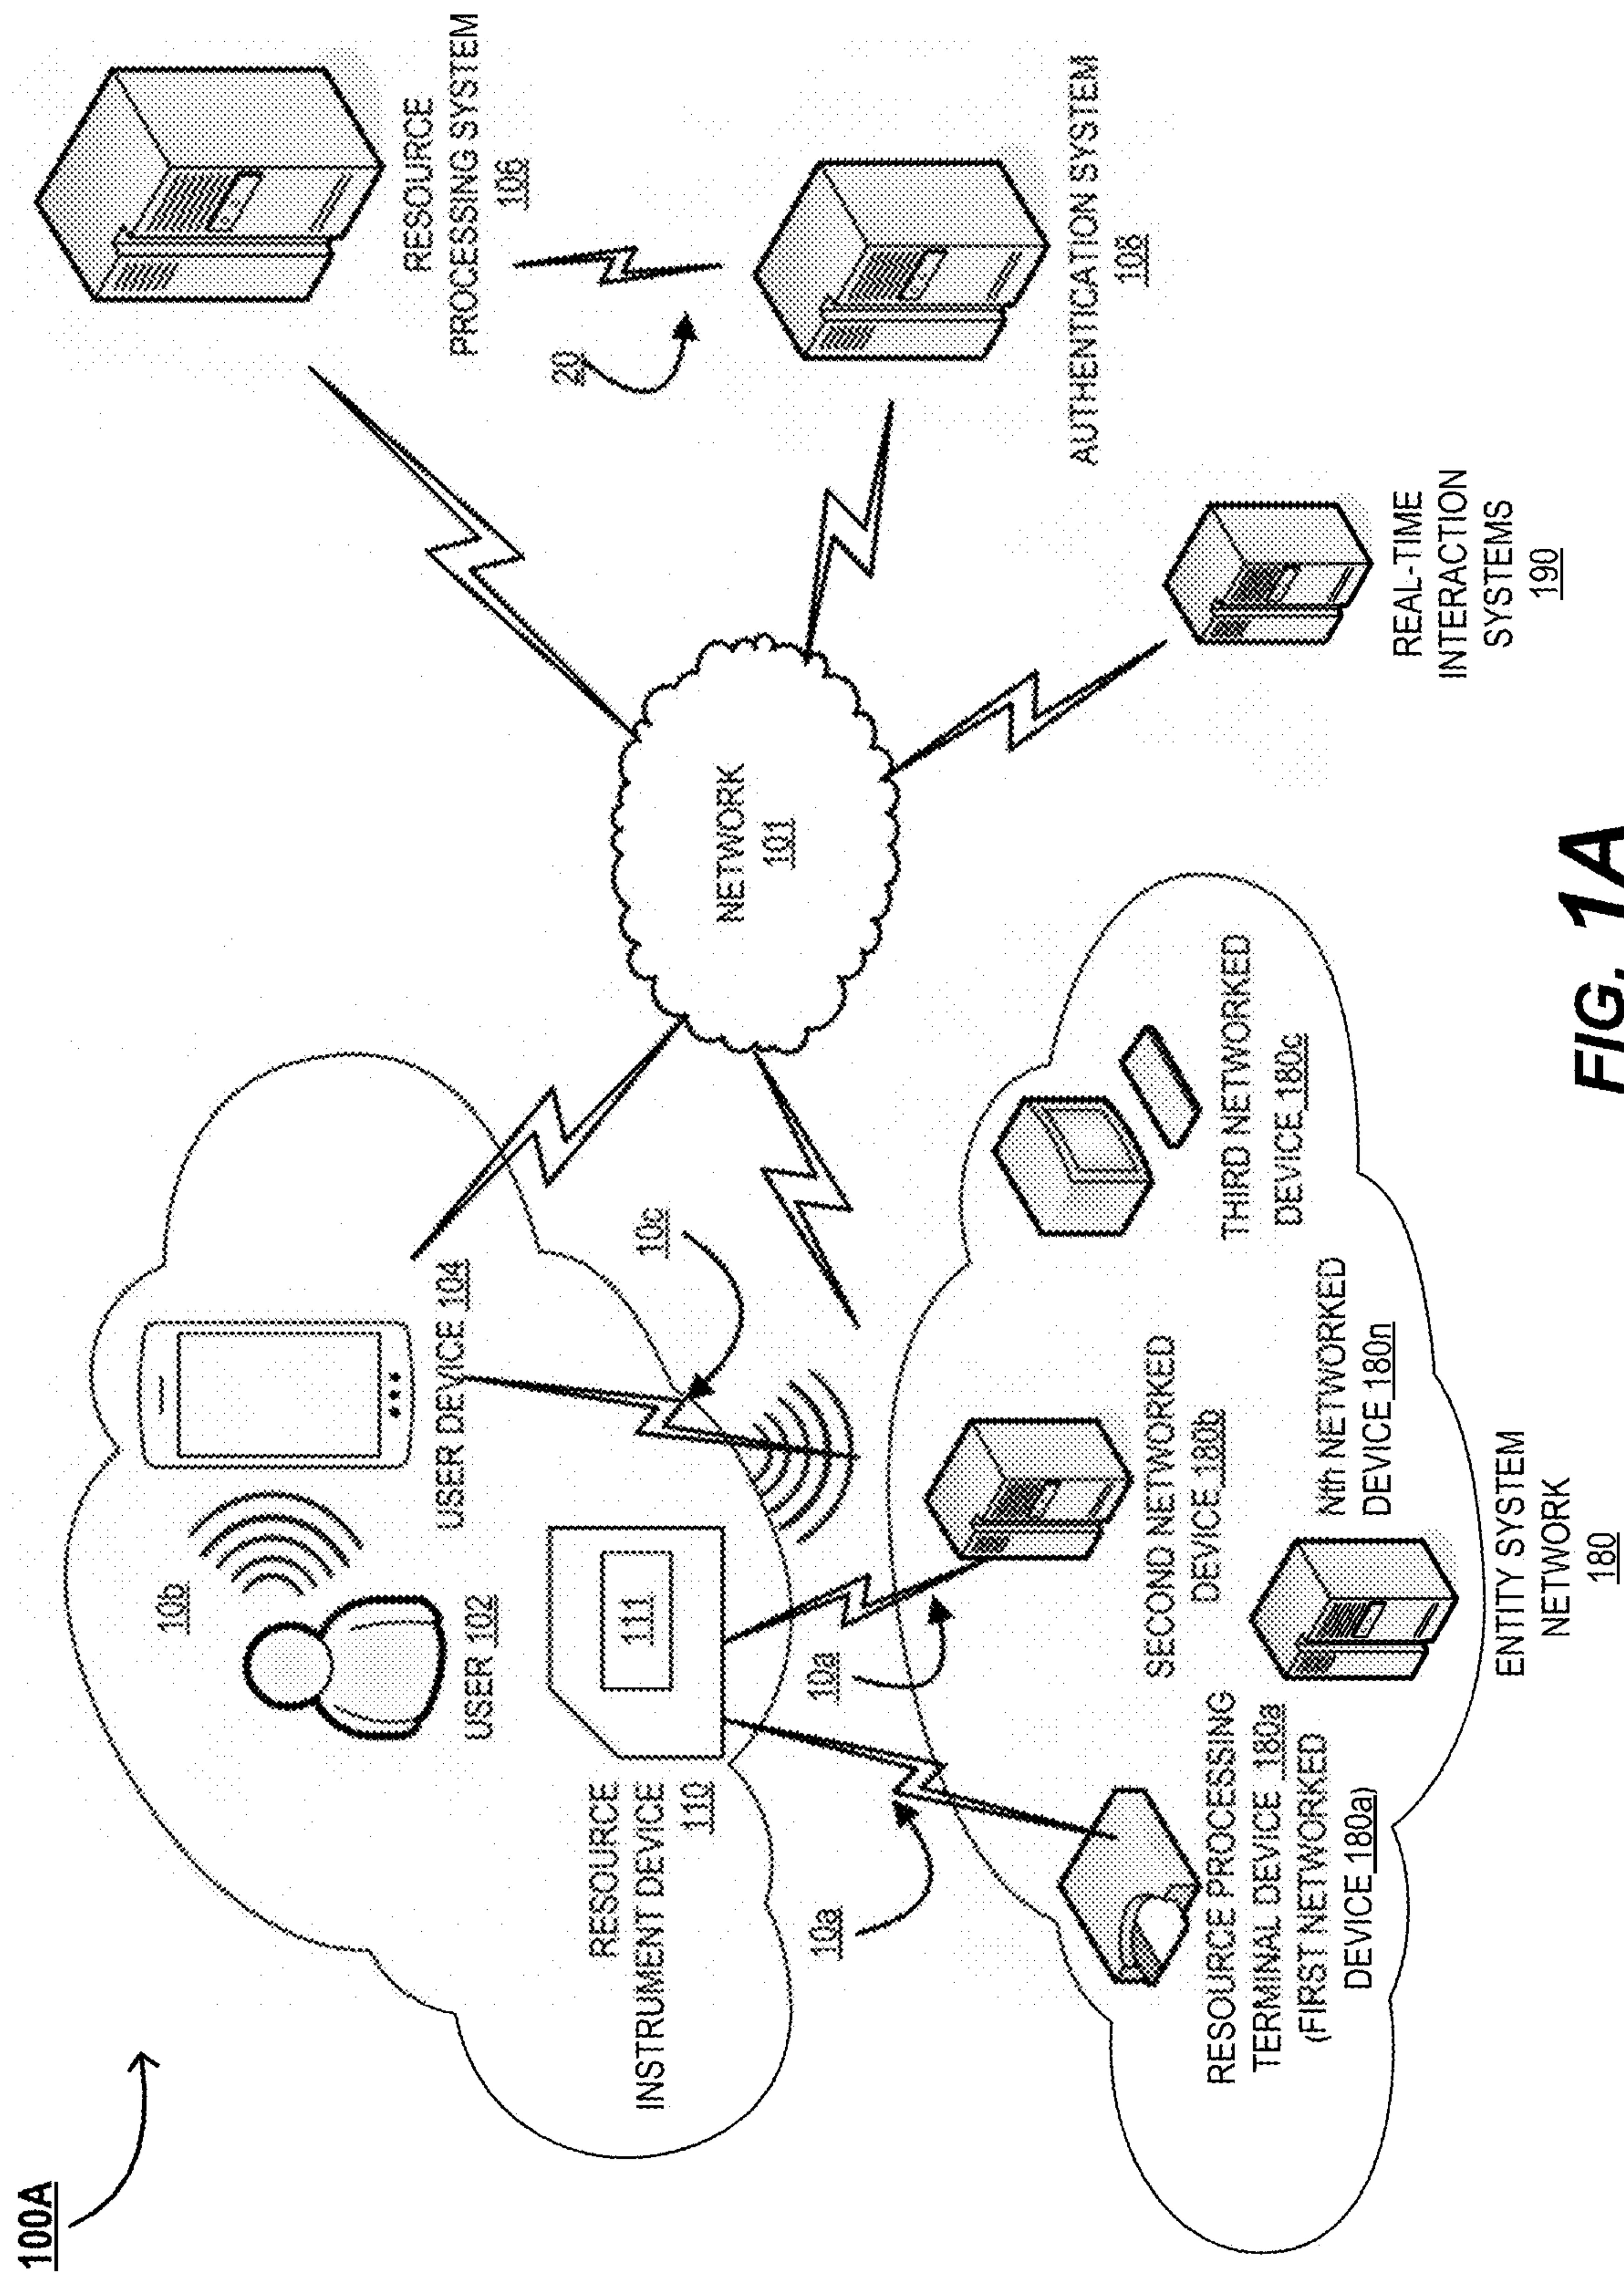 100A
10b
USER 102
USER DEVICE 104
RESOURCE
INSTRUMENT DEVICE
110
111
10a
10a
10c
NETWORK
101
RESOURCE
PROCESSING SYSTEM
106
20
AUTHENTICATION SYSTEM
108
REAL-TIME
INTERACTION
SYSTEMS
190
RESOURCE PROCESSING
TERMINAL DEVICE 180a
(FIRST NETWORKED
DEVICE 180a)
SECOND NETWORKED
DEVICE 180b
THIRD NETWORKED
DEVICE 180c
Nth NETWORKED
DEVICE 180n
ENTITY SYSTEM
NETWORK
180
FIG. 1A